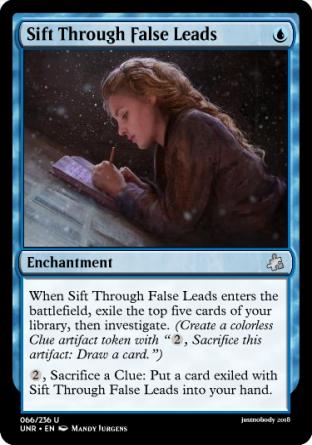 Sift Through False Leads
Enchantment
When Sift Through False Leads enters the
battlefield, exile the top five cards of your
library, then investigate. (Create a colorless
Clue artifact token with “2, Sacrifice this
artifact: Draw a card.”)
2, Sacrifice a Clue: Put a card exiled with
Sift Through False Leads into your hand.
066/236 U
UNR • EN Mandy Jurgens
justnobody 2018